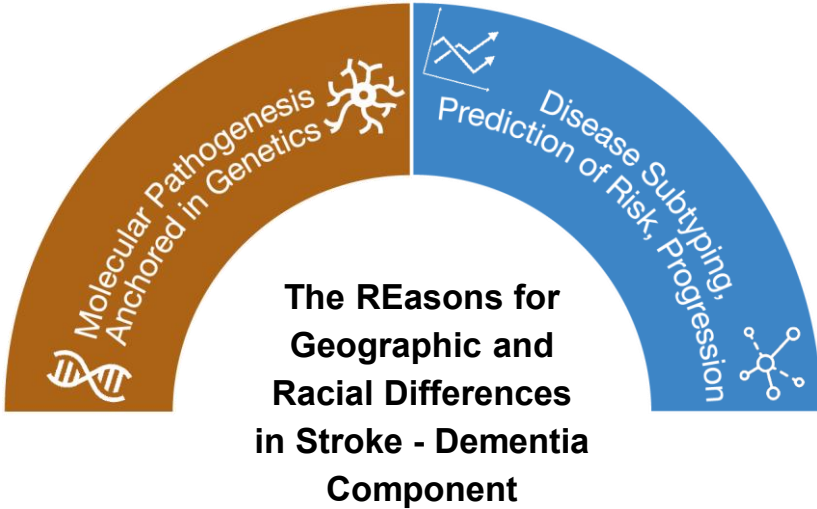 Molecular Pathogenesis
Anchored in Genetics
Disease Subtyping,
Prediction of Risk, Progression
The REasons for
Geographic and
Racial Differences
in Stroke - Dementia
Component